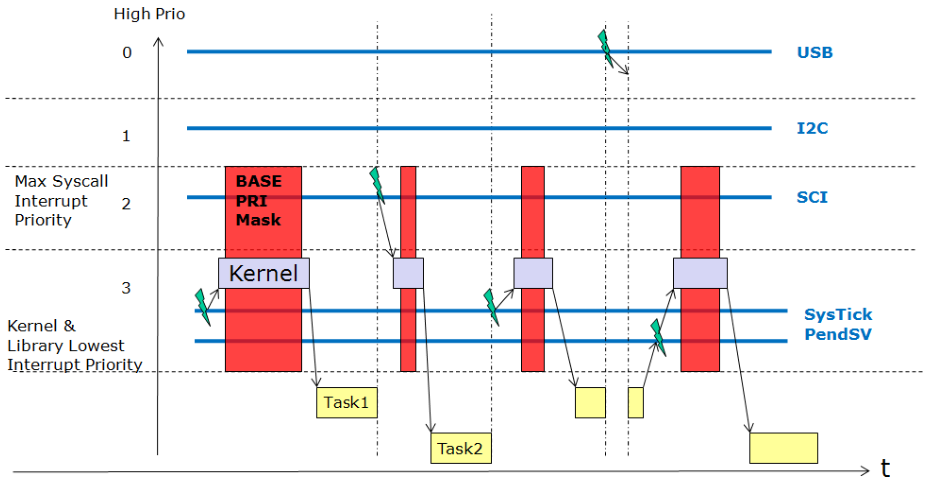 High Prio
0
USB
1
I2C
Max Syscall
Interrupt
Priority
2
BASE
PRI
Mask
SCI
Kernel
3
SysTick
PendSV
Kernel &
Library Lowest
Interrupt Priority
Task1
Task2
t